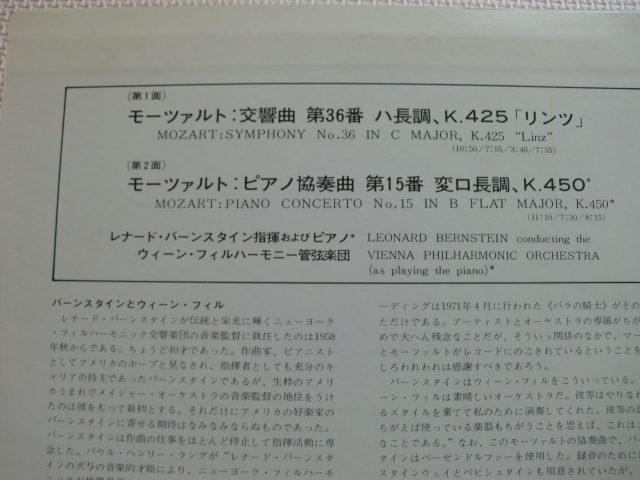 (第1面)
モーツァルト:交響曲 第36番 ハ長調、K.425「リンツ」
MOZART:SYMPHONY No.36 IN C MAJOR, K.425 "Linz"
(10:50/7:55/3:40/7:55)
(第2面)
モーツァルト:ピアノ協奏曲 第15番 変ロ長調、K.450*
MOZART:PIANO CONCERTO No.15 IN B FLAT MAJOR, K.450*
(11:10/7:30/8:15)
レナード・バーンスタイン指揮およびピアノ*
ウィーン・フィルハーモニー管弦楽団
LEONARD BERNSTEIN conducting the
VIENNA PHILHARMONIC ORCHESTRA
(as playing the piano)*
バーンスタインとウィーン・フィル
レナード・バーンスタインが伝統と栄光に輝くニューヨーク
・フィルハーモニック交響楽団の音楽監督に就任したのは1958
年秋からである。ちょうど40才であった。作曲家、ピアニスト
としてアメリカのホープと見なされ、指揮者としても充分のキ
ャリアの持主であったバーンスタインであるが、生粋のアメリ
カうまれでメイジャー・オーケストラの音楽監督の地位をうけ
たのは彼をもって最初とする。それだけにアメリカの好楽家の
バーンスタインに寄せる期待はなみなみならぬものであった。
バーンスタインは作曲の仕事をほとんど停止して指揮活動に専
念した。パウル・ヘンリー・ラングが"レナード・バーンスタ
インの天与の音楽的才能により、ニューヨーク・フィルハーモ
ーディングは1971年4月に行われた《バラの騎士》がその
ただけである。アーティストとオーケストラの専属がちが
めで大へん残念なことだが、そういう関係のなかで、マー
とモーツァルトがレコードにのこされているということを
しろわれわれは感謝すべきであろう。
バーンスタインはウィーン・フィルをこういっている。
ーン・フィルは素晴しいオーケストラだ。彼等はやりなれ
るスタイルを棄てて私のために演奏してくれた。彼等の
ちがえば使っている楽器もちがうことを思えば、これは
なことである。"なお、このモーツァルトの協奏曲で、バー
タインはベーゼンドルファーを使用した。録音のために
スタインウェイとベヒシュタインも用意されていたが、